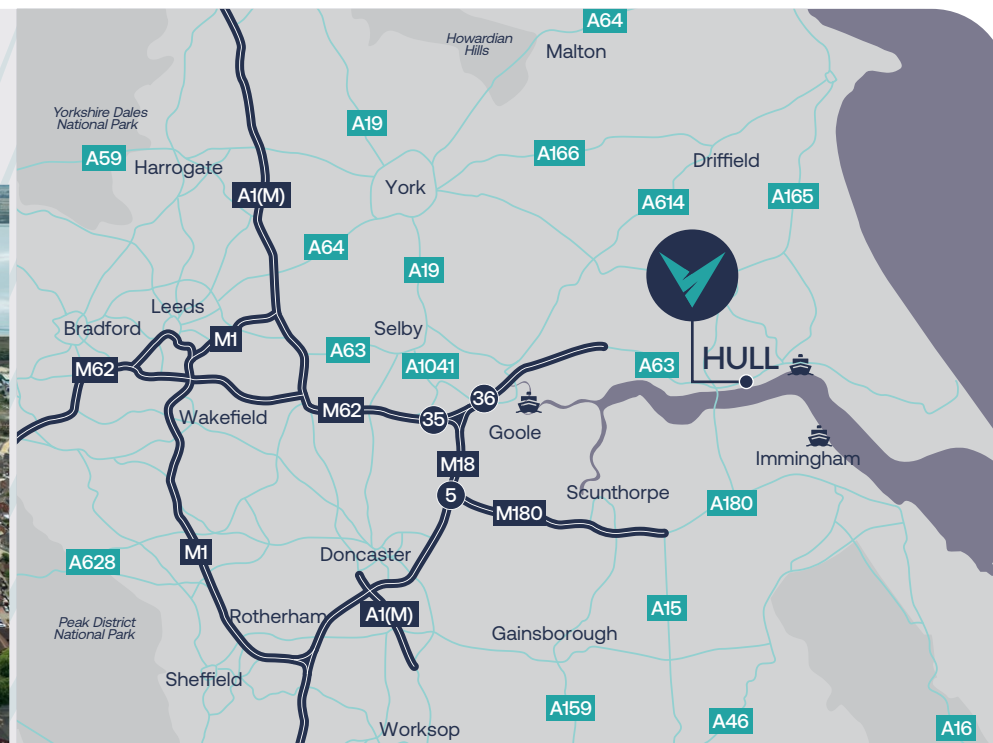 A64
Howardian
Hills
Malton
Yorkshire Dales
National Park
A19
A59
Harrogate
A166
Driffield
A1(M)
York
A614
A165
A64
A19
Leeds
Bradford
M1
Selby
A63
A1041
A63
HULL
M62
M62
35
36
Wakefield
Goole
Immingham
M18
5
Scunthorpe
M180
A180
M1
Doncaster
A628
A1(M)
A15
Rotherham
Peak District
National Park
Gainsborough
Sheffield
A159
A46
A16
Worksop